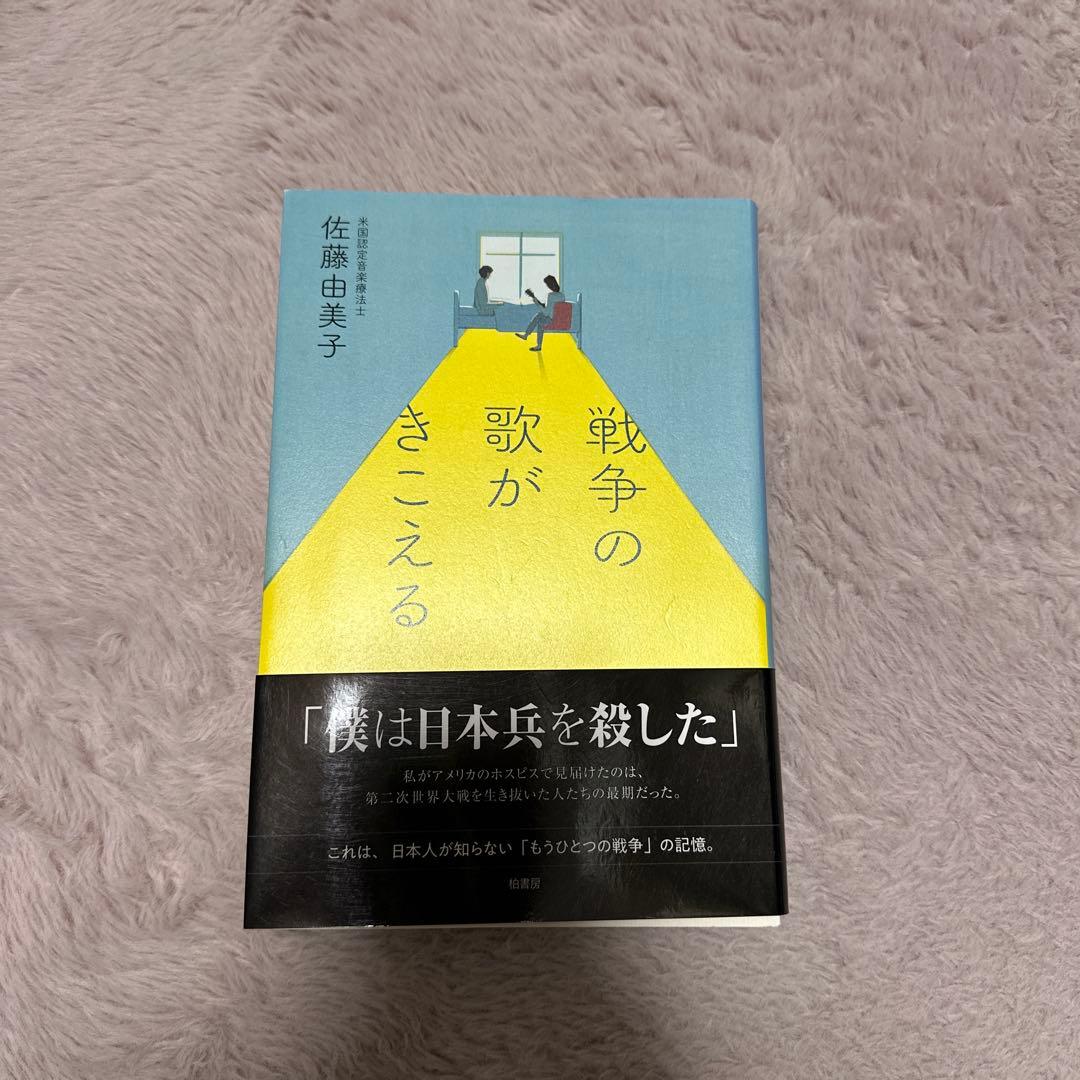 戦争の
歌が
きこえる
米国認定音楽療法士
佐藤由美子
「僕は日本兵を殺した」
私がアメリカのホスピスで見届けたのは、
第二次世界大戦を生き抜いた人たちの最期だった。
これは、日本人が知らない「もうひとつの戦争」の記憶。
柏書房